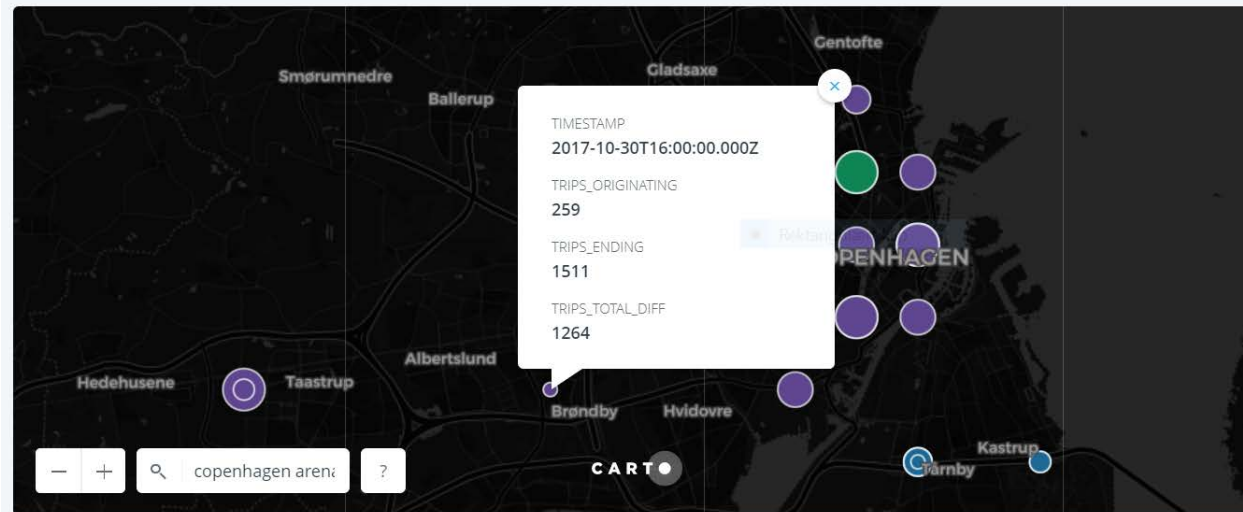 Gentofte
Smørumnedre
Gladsaxe
Ballerup
TIMESTAMP
2017-10-30T16:00:00.000Z
TRIPS_ORIGINATING
259
TRIPS_ENDING
1511
TRIPS_TOTAL_DIFF
1264
OPENHAGEN
Albertslund
Hedehusene
Taastrup
Brøndby
Hvidovre
Kastrup
Tårnby
− + copenhagen arena ?
CARTO